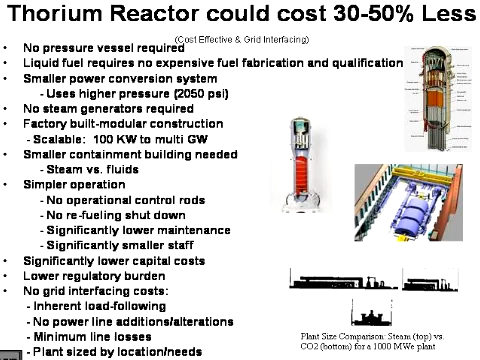 Thorium Reactor could cost 30-50% Less
(Cost Effective & Grid Interfacing)
• No pressure vessel required
• Liquid fuel requires no expensive fuel fabrication and qualification
• Smaller power conversion system
- Uses higher pressure (2050 psi)
• No steam generators required
• Factory built-modular construction
- Scalable: 100 KW to multi GW
• Smaller containment building needed
- Steam vs. fluids
• Simpler operation
- No operational control rods
- No re-fueling shut down
- Significantly lower maintenance
- Significantly smaller staff
• Significantly lower capital costs
• Lower regulatory burden
• No grid interfacing costs:
- Inherent load-following
- No power line additions/alterations
- Minimum line losses
- Plant sized by location/needs
Plant Size Comparison: Steam (top) vs.
CO2 (bottom) for a 1000 MWe plant